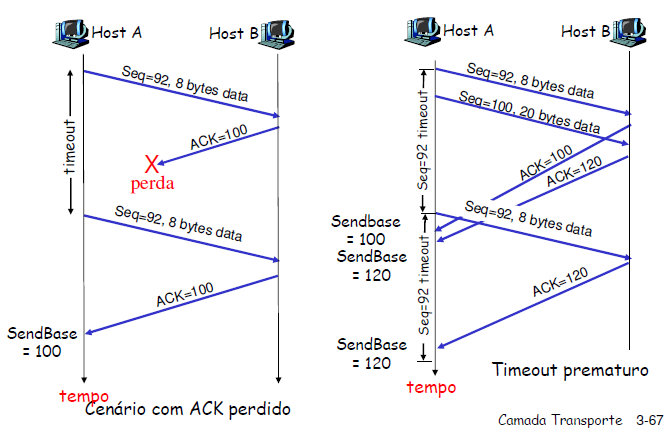 Host A
Host B
Seq=92, 8 bytes data
timeout
ACK=100
X
perda
Seq=92, 8 bytes data
ACK=100
SendBase
= 100
tempo
Cenário com ACK perdido
Host A
Host B
Seq=92, 8 bytes data
Seq=100, 20 bytes data
Seq=92 timeout
ACK=100
ACK=120
Seq=92, 8 bytes data
Sendbase
= 100
SendBase
= 120
Seq=92 timeout
ACK=120
SendBase
= 120
Timeout prematuro
tempo
Camada Transporte 3-67